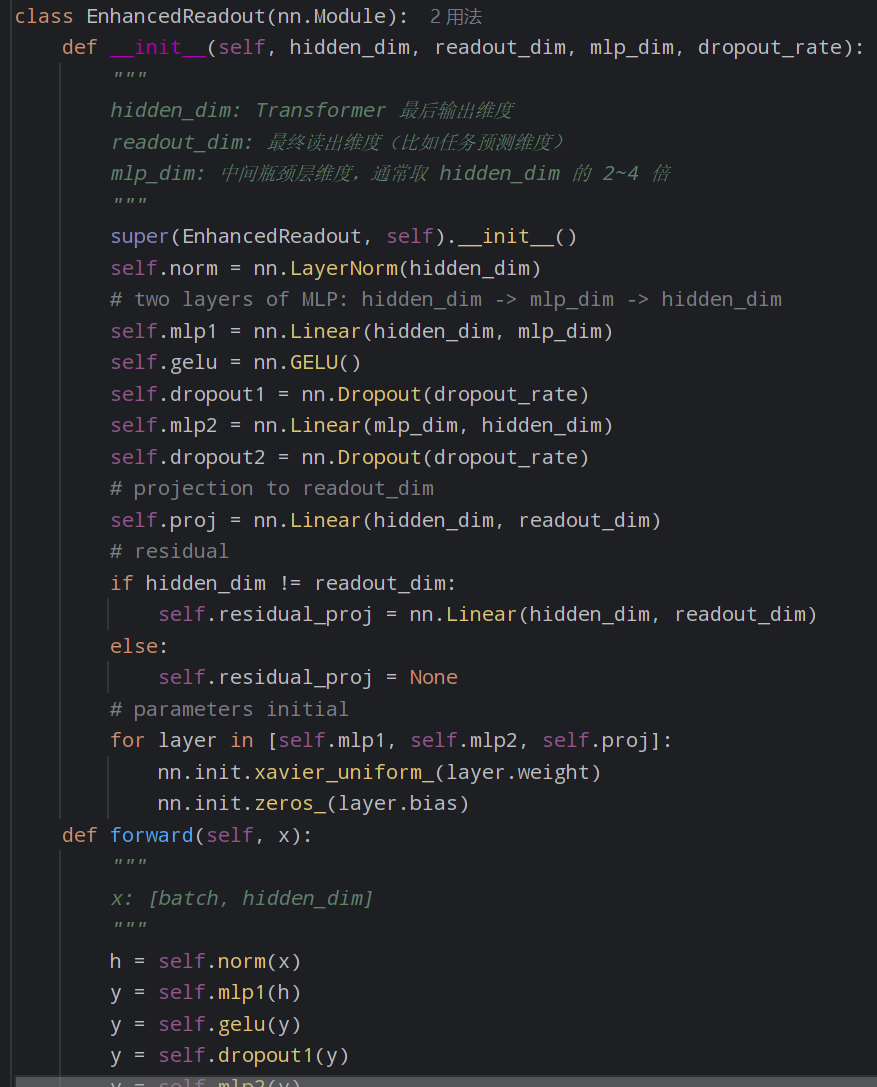 class EnhancedReadout(nn.Module):  2 用法
    def __init__(self, hidden_dim, readout_dim, mlp_dim, dropout_rate):
        """
        hidden_dim: Transformer 最后输出维度
        readout_dim: 最终读出维度（比如任务预测维度）
        mlp_dim: 中间瓶颈层维度，通常取 hidden_dim 的 2~4 倍
        """
        super(EnhancedReadout, self).__init__()
        self.norm = nn.LayerNorm(hidden_dim)
        # two layers of MLP: hidden_dim -> mlp_dim -> hidden_dim
        self.mlp1 = nn.Linear(hidden_dim, mlp_dim)
        self.gelu = nn.GELU()
        self.dropout1 = nn.Dropout(dropout_rate)
        self.mlp2 = nn.Linear(mlp_dim, hidden_dim)
        self.dropout2 = nn.Dropout(dropout_rate)
        # projection to readout_dim
        self.proj = nn.Linear(hidden_dim, readout_dim)
        # residual
        if hidden_dim != readout_dim:
            self.residual_proj = nn.Linear(hidden_dim, readout_dim)
        else:
            self.residual_proj = None
        # parameters initial
        for layer in [self.mlp1, self.mlp2, self.proj]:
            nn.init.xavier_uniform_(layer.weight)
            nn.init.zeros_(layer.bias)
    def forward(self, x):
        """
        x: [batch, hidden_dim]
        """
        h = self.norm(x)
        y = self.mlp1(h)
        y = self.gelu(y)
        y = self.dropout1(y)